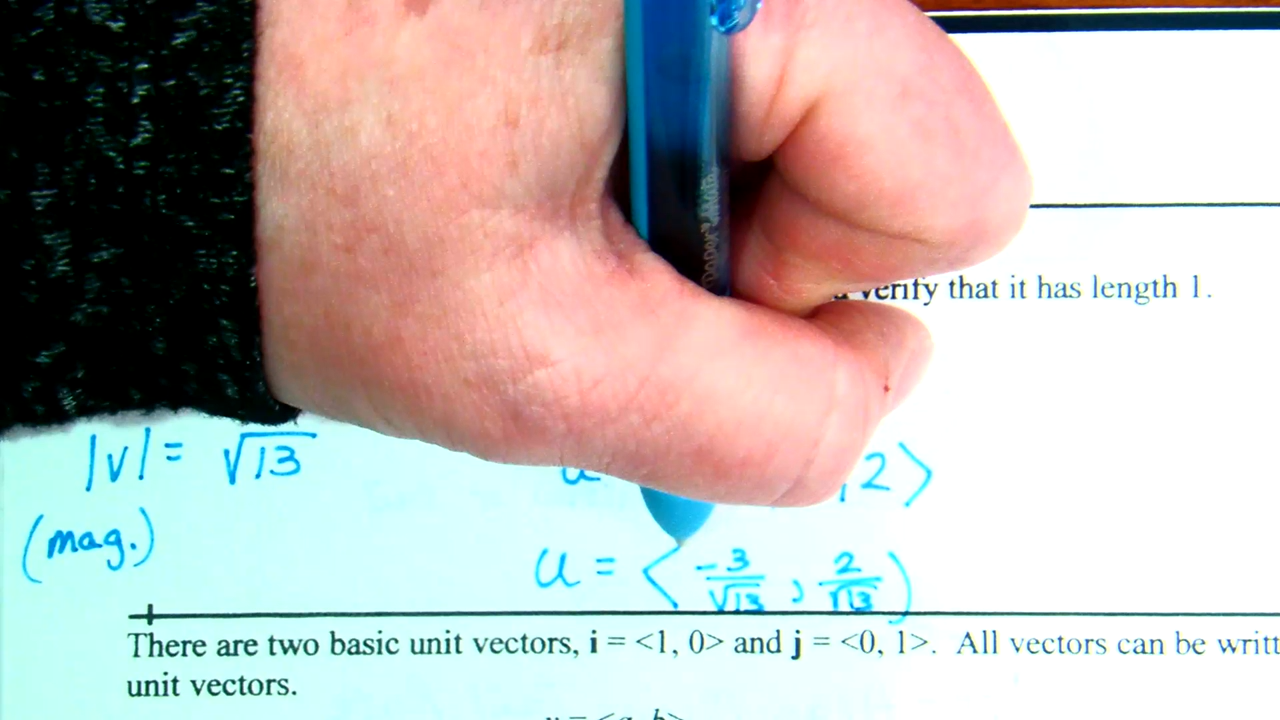 verify that it has length 1.
|v| = √13
u ,2⟩
(mag.)
u = ⟨-3/√13, 2/√13)
There are two basic unit vectors, i = <1, 0> and j = <0, 1>. All vectors can be writt
unit vectors.